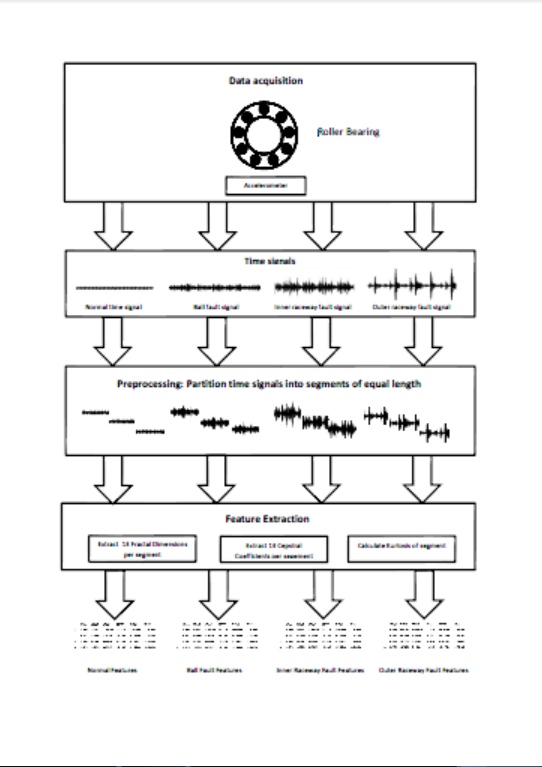 Data acquisition
Roller Bearing
Accelerometer
Time signals
Normal time signal
Ball fault signal
Inner raceway fault signal
Outer raceway fault signal
Preprocessing: Partition time signals into segments of equal length
Feature Extraction
Extract 13 Fractal Dimensions
per segment
Extract 13 Cepstral
Coefficients per segment
Calculate Kurtosis of segment
Normal Features
Ball Fault Features
Inner Raceway Fault Features
Outer Raceway Fault Features